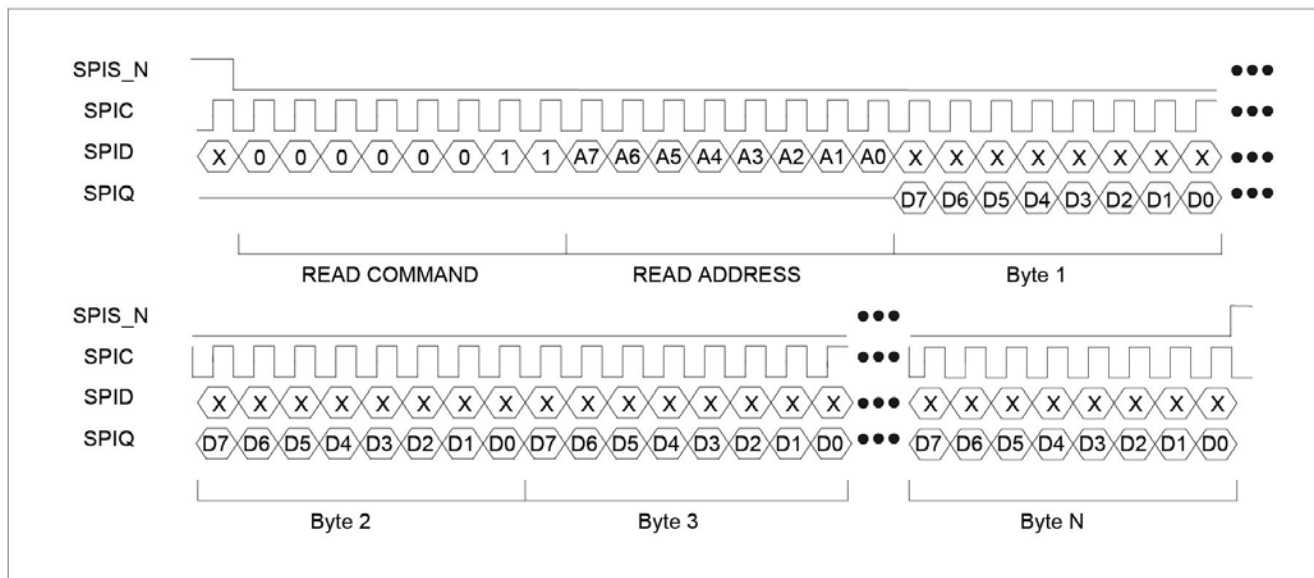 SPIS_N
SPIC
SPID X 0 0 0 0 0 0 1 1 A7 A6 A5 A4 A3 A2 A1 A0 X X X X X X X X
SPIQ D7 D6 D5 D4 D3 D2 D1 D0
READ COMMAND READ ADDRESS Byte 1
SPIS_N
SPIC
SPID X X X X X X X X X X X X X X X X X X X X X X X X
SPIQ D7 D6 D5 D4 D3 D2 D1 D0 D7 D6 D5 D4 D3 D2 D1 D0 D7 D6 D5 D4 D3 D2 D1 D0
Byte 2 Byte 3 Byte N